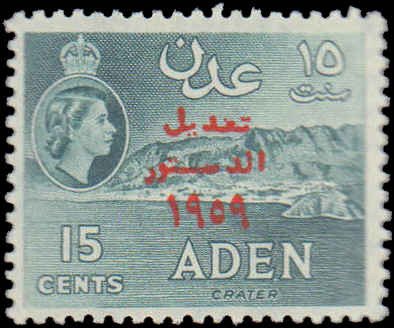 عدن ١٥
سنت
تعديل
الدستور
١٩٥٩
15
CENTS
ADEN
CRATER